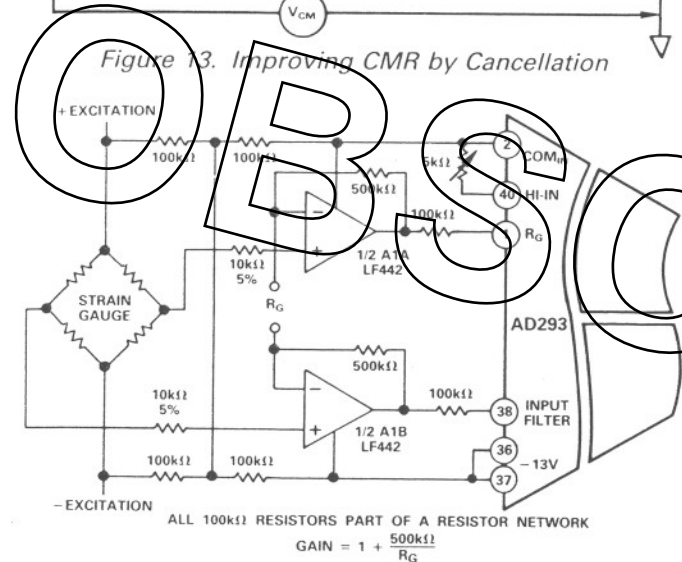 VCM
Figure 13. Improving CMR by Cancellation
+EXCITATION
100kΩ
100kΩ
5kΩ
2
COMIN
500kΩ
40
HI-IN
100kΩ
RG
10kΩ
5%
1/2 A1A
LF442
STRAIN
GAUGE
RG
AD293
500kΩ
10kΩ
5%
100kΩ
38
INPUT
FILTER
1/2 A1B
LF442
36
-13V
37
100kΩ
100kΩ
-EXCITATION
ALL 100kΩ RESISTORS PART OF A RESISTOR NETWORK
GAIN = 1 + 500kΩ
RG
OBSO